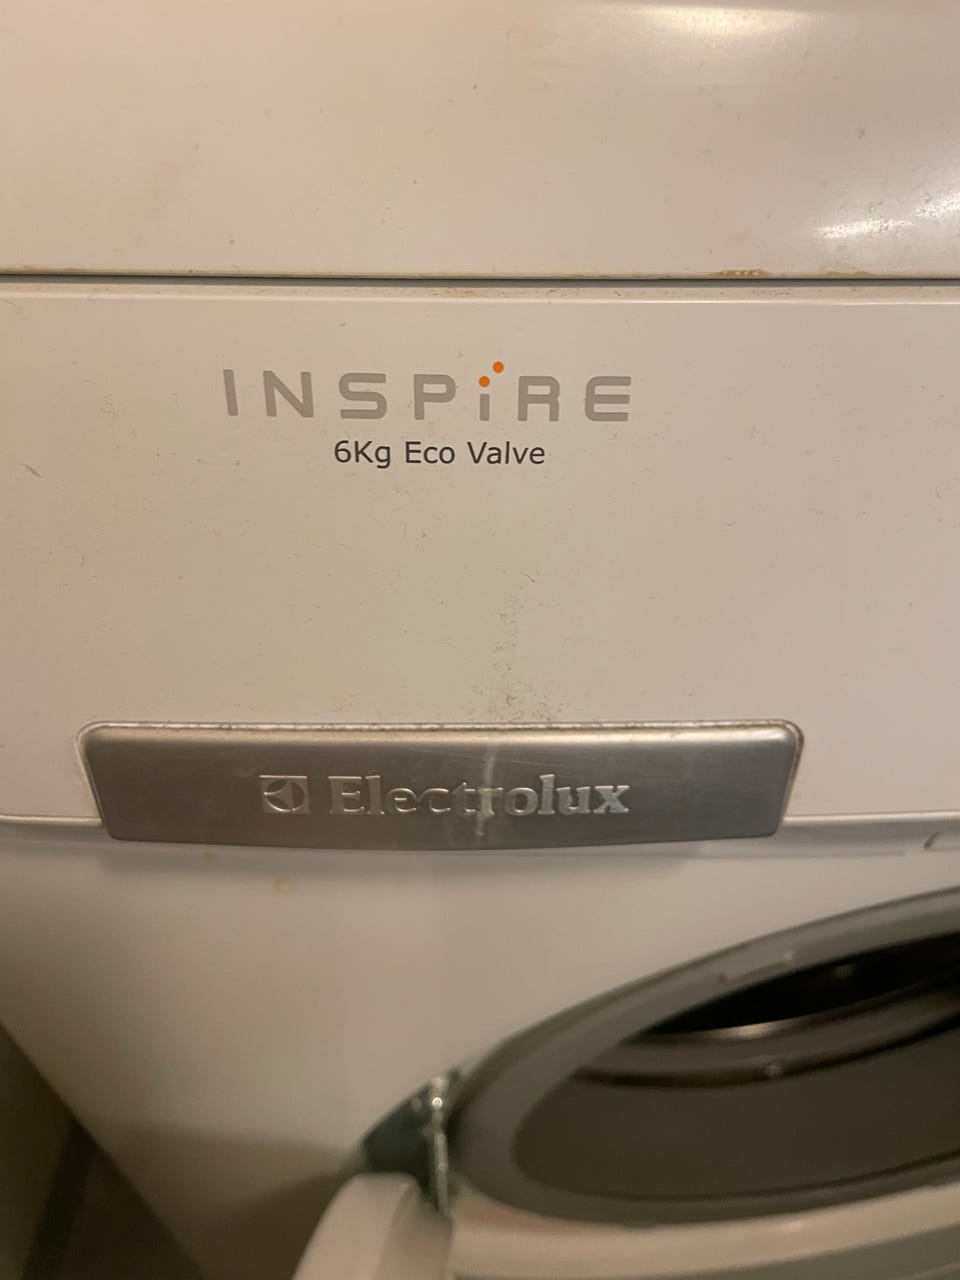 INSPiRE
6Kg Eco Valve
Electrolux